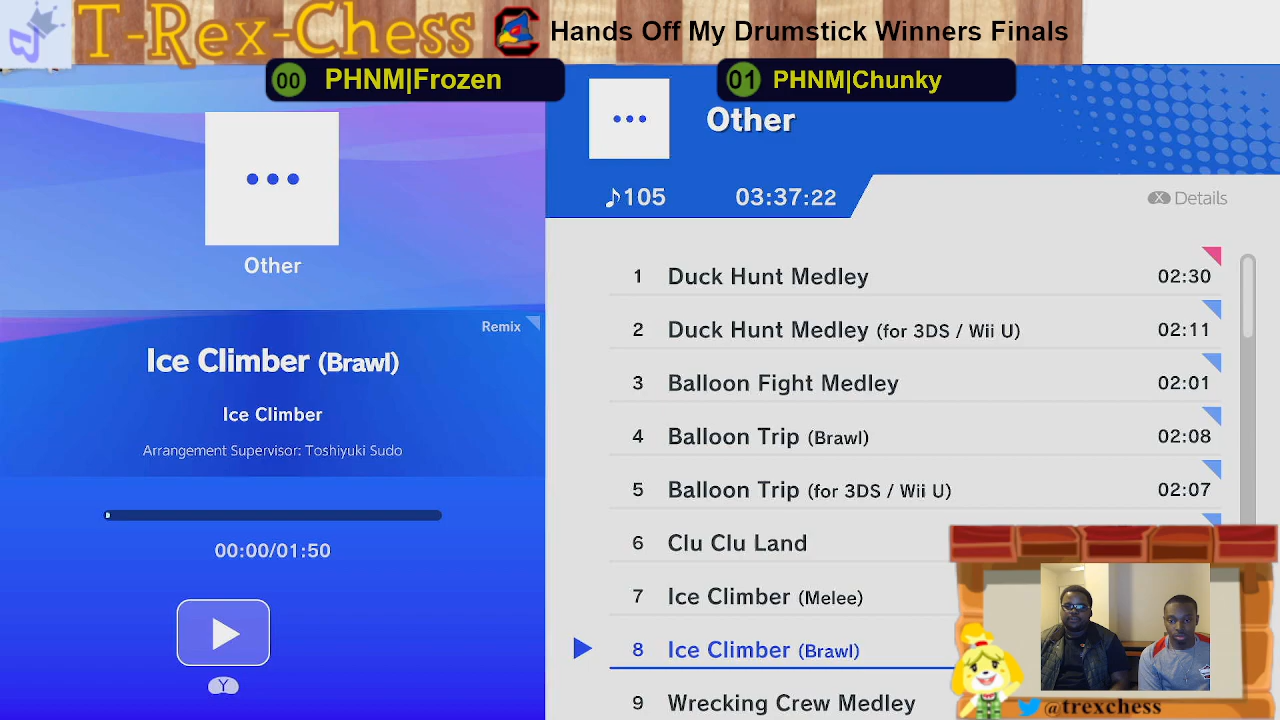 T-Rex-Chess
Hands Off My Drumstick Winners Finals
00 PHNM|Frozen
01 PHNM|Chunky
Other
Remix
Ice Climber (Brawl)
Ice Climber
Arrangement Supervisor: Toshiyuki Sudo
00:00/01:50
Y
Other
♪105 03:37:22
X Details
1 Duck Hunt Medley 02:30
2 Duck Hunt Medley (for 3DS / Wii U) 02:11
3 Balloon Fight Medley 02:01
4 Balloon Trip (Brawl) 02:08
5 Balloon Trip (for 3DS / Wii U) 02:07
6 Clu Clu Land
7 Ice Climber (Melee)
8 Ice Climber (Brawl)
9 Wrecking Crew Medley
@trexchess